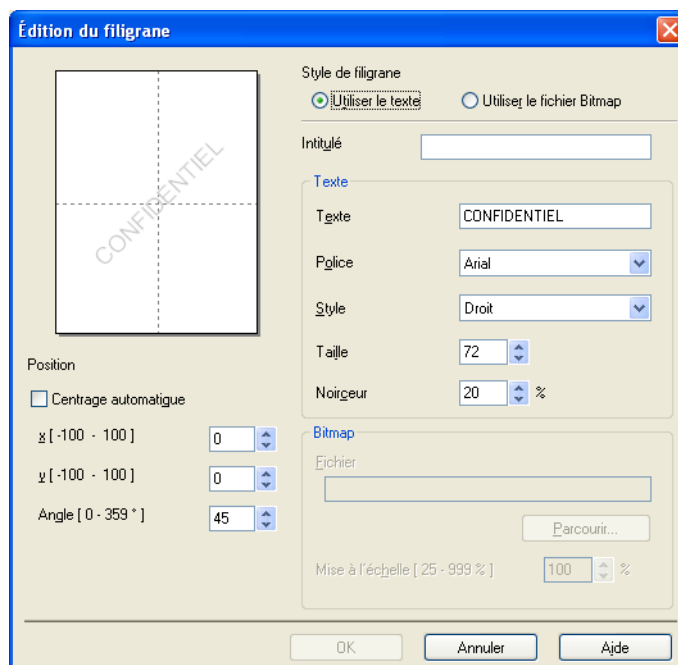 Édition du filigrane
CONFIDENTIEL
Position
Centrage automatique
x [ -100 - 100 ] 0
y [ -100 - 100 ] 0
Angle [ 0 - 359 ° ] 45
Style de filigrane
Utiliser le texte Utiliser le fichier Bitmap
Intitulé
Texte
Texte CONFIDENTIEL
Police Arial
Style Droit
Taille 72
Noirceur 20 %
Bitmap
Fichier
Parcourir...
Mise à l'échelle [ 25 - 999 % ] 100 %
OK Annuler Aide